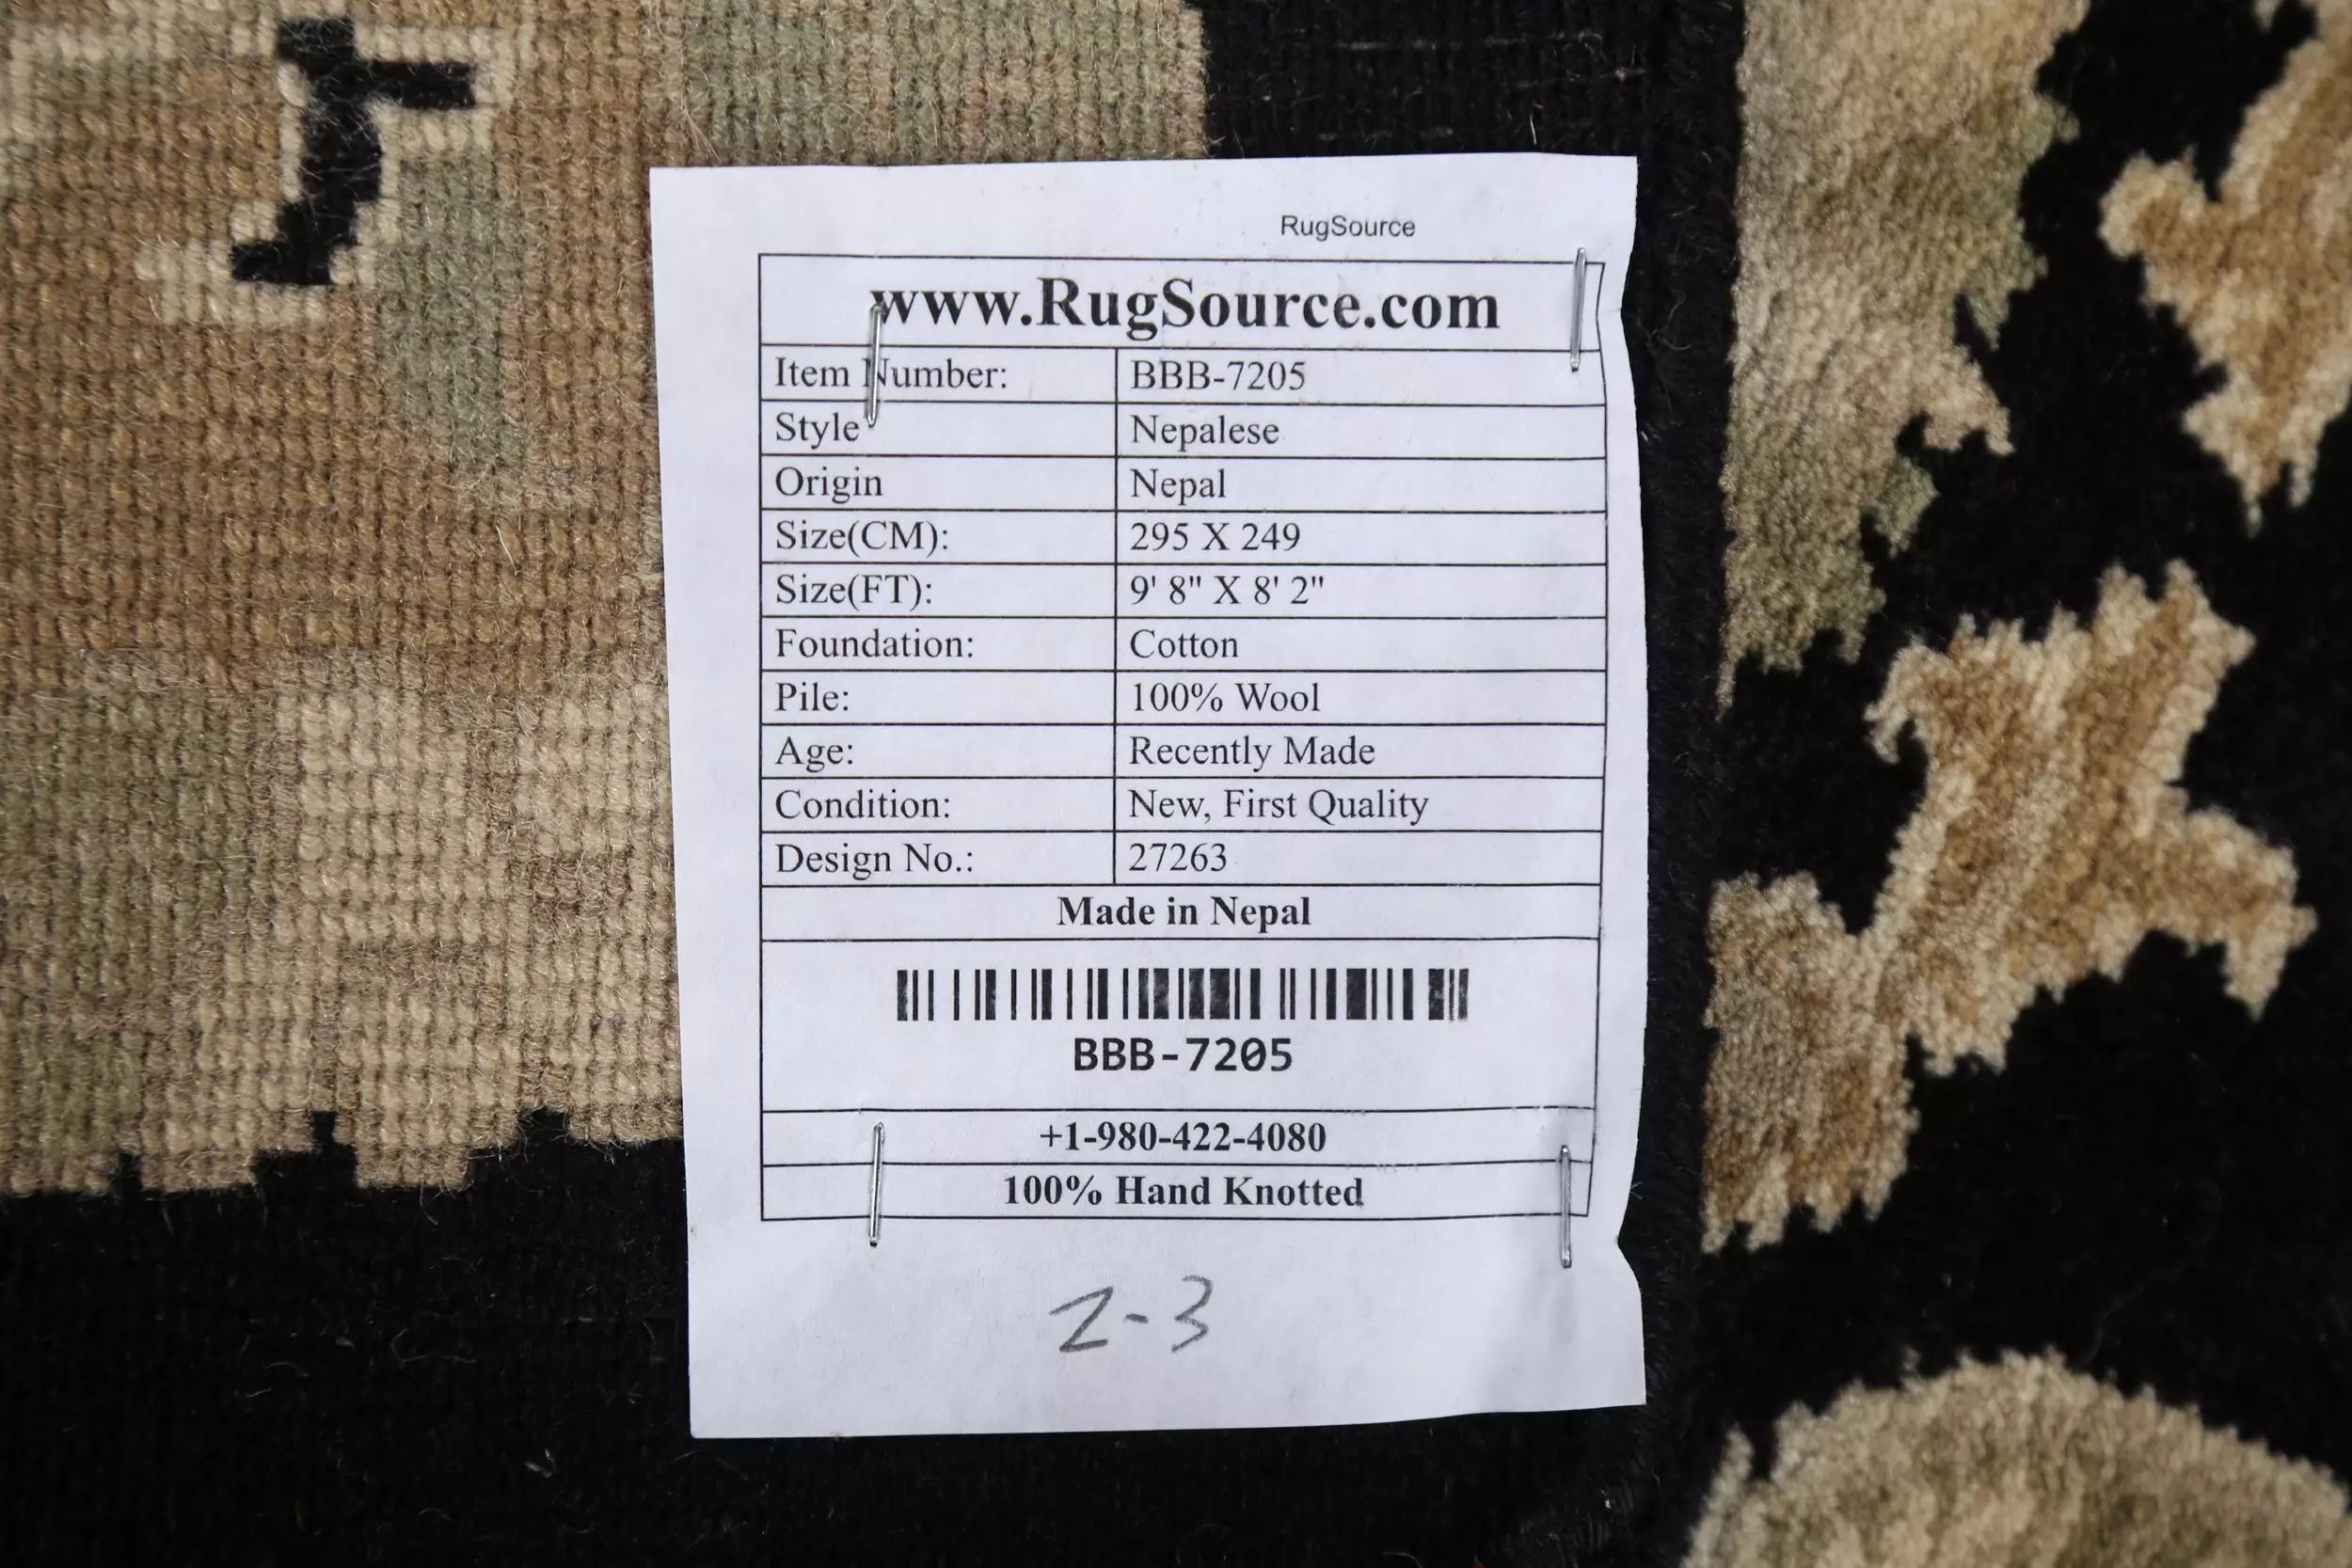 RugSource
www.RugSource.com
Item Number: BBB-7205
Style Nepalese
Origin Nepal
Size(CM): 295 X 249
Size(FT): 9' 8" X 8' 2"
Foundation: Cotton
Pile: 100% Wool
Age: Recently Made
Condition: New, First Quality
Design No.: 27263
Made in Nepal
BBB-7205
+1-980-422-4080
100% Hand Knotted
2-3